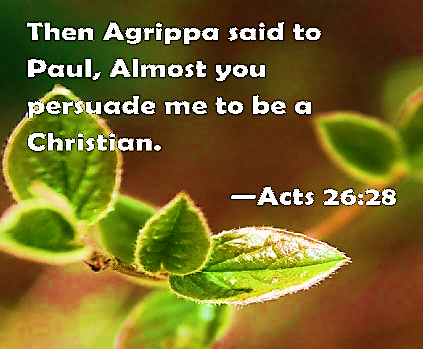 Then Agrippa said to
Paul, Almost you
persuade me to be a
Christian.
—Acts 26:28